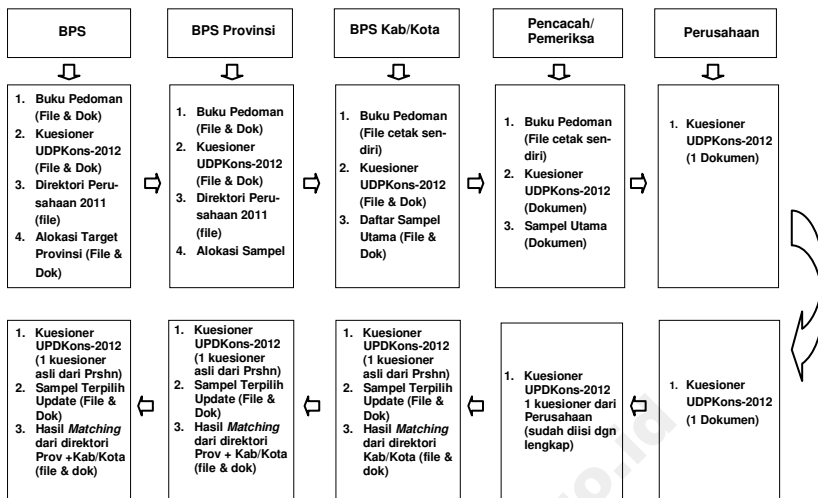 BPS
BPS Provinsi
BPS Kab/Kota
Pencacah/
Pemeriksa
Perusahaan
1. Buku Pedoman
(File & Dok)
2. Kuesioner
UDPKons-2012
(File & Dok)
3. Direktori Peru-
sahaan 2011
(file)
4. Alokasi Target
Provinsi (File &
Dok)
1. Buku Pedoman
(File & Dok)
2. Kuesioner
UDPKons-2012
(File & Dok)
3. Direktori Peru-
sahaan 2011
(file)
4. Alokasi Sampel
1. Buku Pedoman
(File cetak sen-
diri)
2. Kuesioner
UDPKons-2012
(File & Dok)
3. Daftar Sampel
Utama (File &
Dok)
1. Buku Pedoman
(File cetak sen-
diri)
2. Kuesioner
UDPKons-2012
(Dokumen)
3. Sampel Utama
(Dokumen)
1. Kuesioner
UDPKons-2012
(1 Dokumen)
1. Kuesioner
UPDKons-2012
(1 kuesioner
asli dari Prshn)
2. Sampel Terpilih
Update (File &
Dok)
3. Hasil Matching
dari direktori
Prov +Kab/Kota
(file & dok)
1. Kuesioner
UPDKons-2012
(1 kuesioner
asli dari Prshn)
2. Sampel Terpilih
Update (File &
Dok)
3. Hasil Matching
dari direktori
Prov + Kab/Kota
(file & dok)
1. Kuesioner
UPDKons-2012
(1 kuesioner
asli dari Prshn)
2. Sampel Terpilih
Update (File &
Dok)
3. Hasil Matching
dari direktori
Kab/Kota (file &
dok)
1. Kuesioner
UPDKons-2012
1 kuesioner dari
Perusahaan
(sudah diisi dgn
lengkap)
1. Kuesioner
UDPKons-2012
(1 Dokumen)
o.id